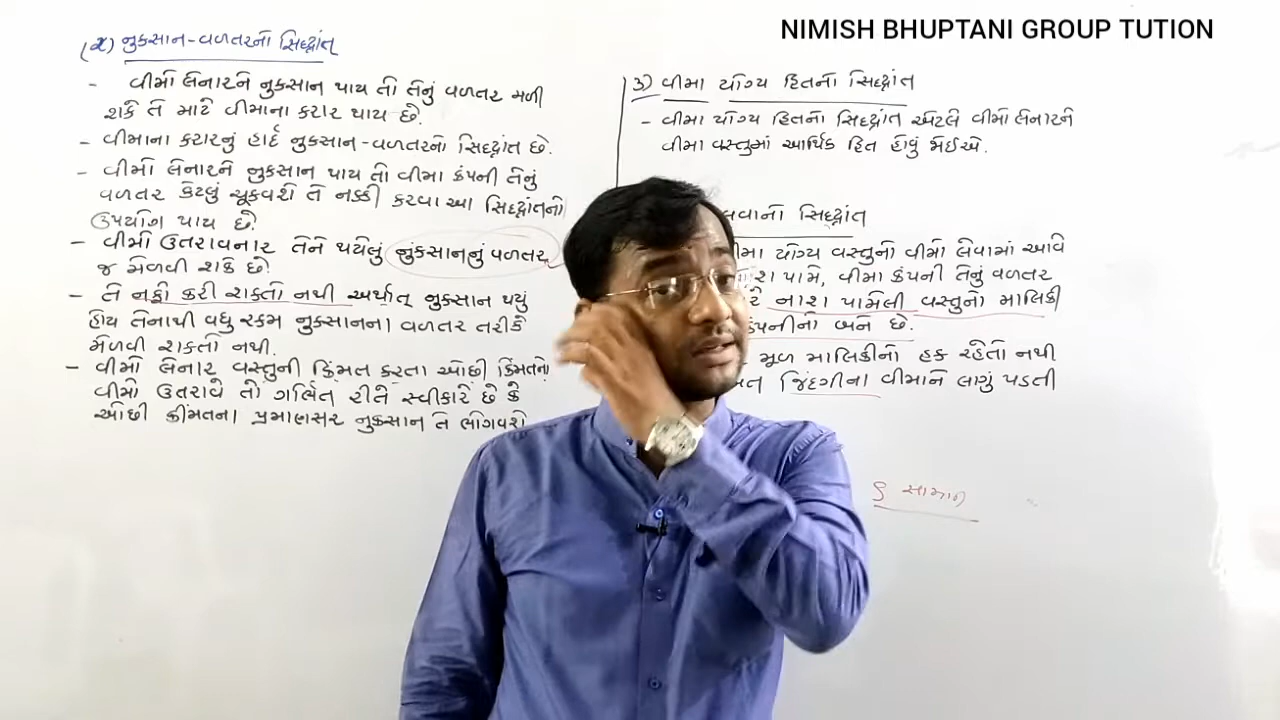 NIMISH BHUPTANI GROUP TUTION
(૨) નુકસાન-વળતરનો સિદ્ધાંત
- વીમો લેનારને નુકસાન થાય તો તેનું વળતર મળી
શકે તે માટે વીમાના કરાર થાય છે.
- વીમાના કરારનું હાર્દ નુકસાન-વળતરનો સિદ્ધાંત છે.
- વીમો લેનારને નુકસાન થાય તો વીમા કંપની તેનું
વળતર કેટલું ચૂકવશે તે નક્કી કરવા આ સિદ્ધાંતનો
ઉપયોગ થાય છે.
- વીમો ઉતરાવનાર તેને થયેલું નુકસાનનું વળતર
જ મેળવી શકે છે.
- તે નફો કરી શકતો નથી અર્થાત્ નુકસાન થયું
હોય તેનાથી વધુ રકમ નુકસાનના વળતર તરીકે
મેળવી શકતો નથી.
- વીમો લેનાર વસ્તુની કિંમત કરતા ઓછી કિંમતનો
વીમો ઉતરાવે તો ગર્ભિત રીતે સ્વીકારે છે કે
ઓછી કીંમતના પ્રમાણસર નુકસાન તે ભોગવશે
૩) વીમા યોગ્ય હિતનો સિદ્ધાંત
- વીમા યોગ્ય હિતનો સિદ્ધાંત એટલે વીમો લેનારને
વીમા વસ્તુમાં આર્થિક હિત હોવું જોઈએ.
સિદ્ધાંત
યોગ્ય વસ્તુનો વીમો લેવામાં આવે
પામે, વીમા કંપની તેનું વળતર
નાશ પામેલી વસ્તુનો માલિકી
કંપનીનો બને છે.
મૂળ માલિકીનો હક રહેતો નથી
જિંદગીના વીમાને લાગું પડતી
૬ સામાન